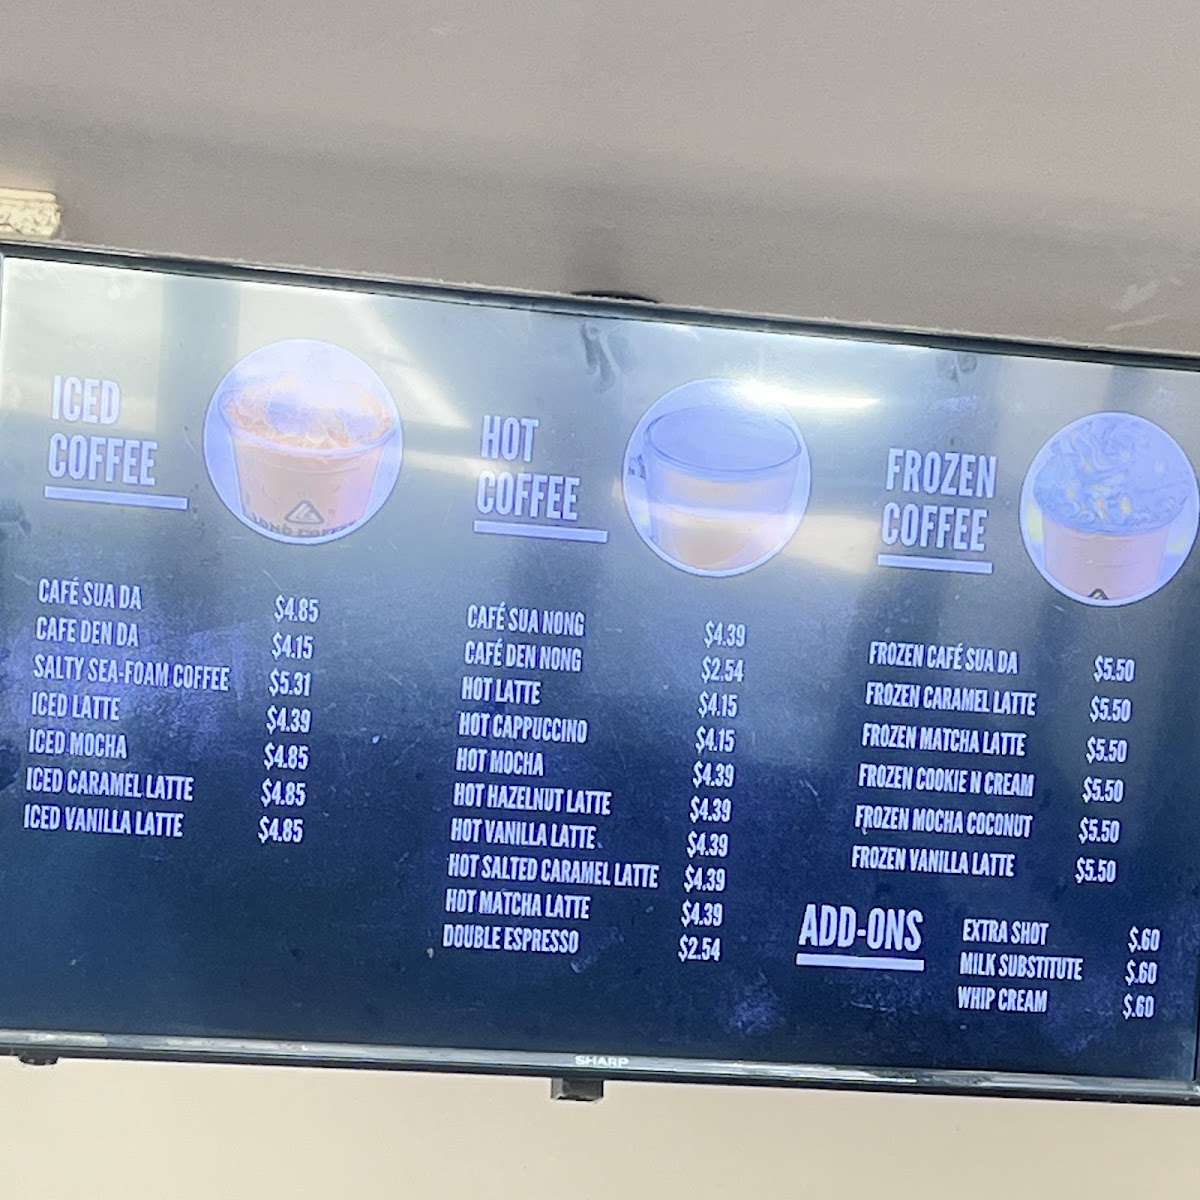 ICED
COFFEE
CAFÉ SUA DA $4.85
CAFE DEN DA $4.15
SALTY SEA-FOAM COFFEE $5.31
ICED LATTE $4.39
ICED MOCHA $4.85
ICED CARAMEL LATTE $4.85
ICED VANILLA LATTE $4.85
HOT
COFFEE
CAFÉ SUA NONG $4.39
CAFÉ DEN NONG $2.54
HOT LATTE $4.15
HOT CAPPUCCINO $4.15
HOT MOCHA $4.39
HOT HAZELNUT LATTE $4.39
HOT VANILLA LATTE $4.39
HOT SALTED CARAMEL LATTE $4.39
HOT MATCHA LATTE $4.39
DOUBLE ESPRESSO $2.54
FROZEN
COFFEE
FROZEN CAFÉ SUA DA $5.50
FROZEN CARAMEL LATTE $5.50
FROZEN MATCHA LATTE $5.50
FROZEN COOKIE N CREAM $5.50
FROZEN MOCHA COCONUT $5.50
FROZEN VANILLA LATTE $5.50
ADD-ONS
EXTRA SHOT $.60
MILK SUBSTITUTE $.60
WHIP CREAM $.60
SHARP